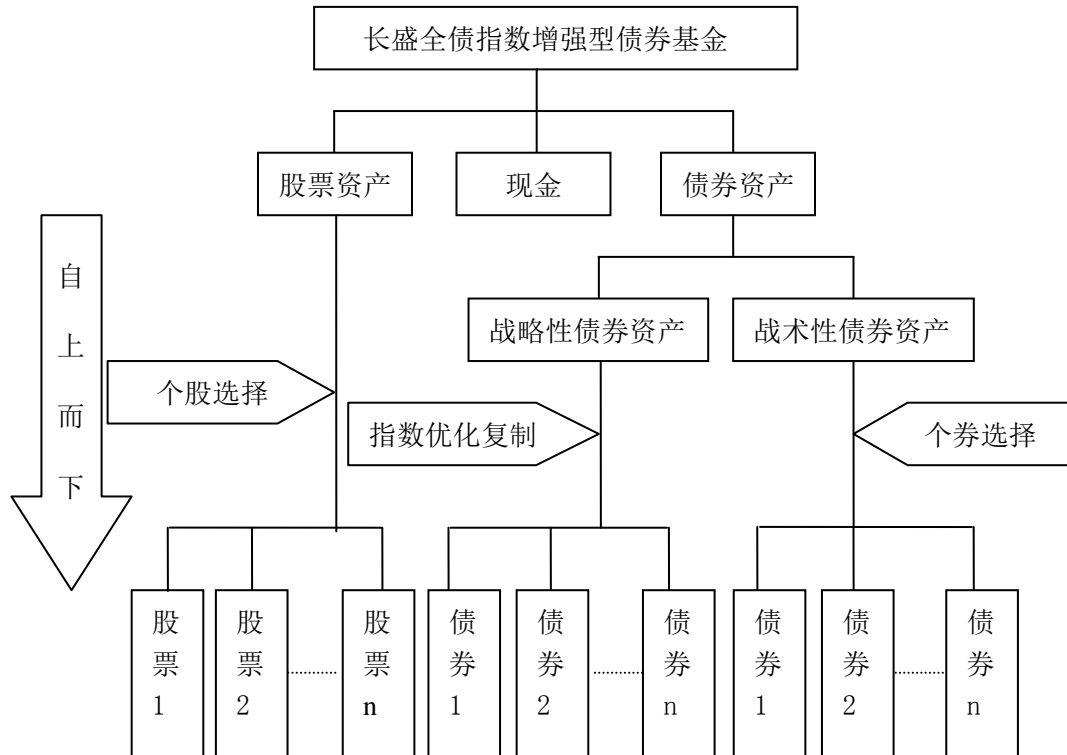 长盛全债指数增强型债券基金
股票资产
现金
债券资产
自上而下
战略性债券资产
战术性债券资产
个股选择
指数优化复制
个券选择
股票1
股票2
股票n
债券1
债券2
债券n
债券1
债券2
债券n